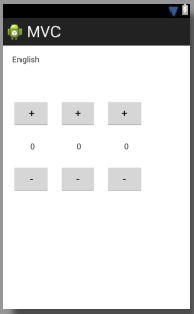 MVC
English
+ + +
0 0 0
- - -